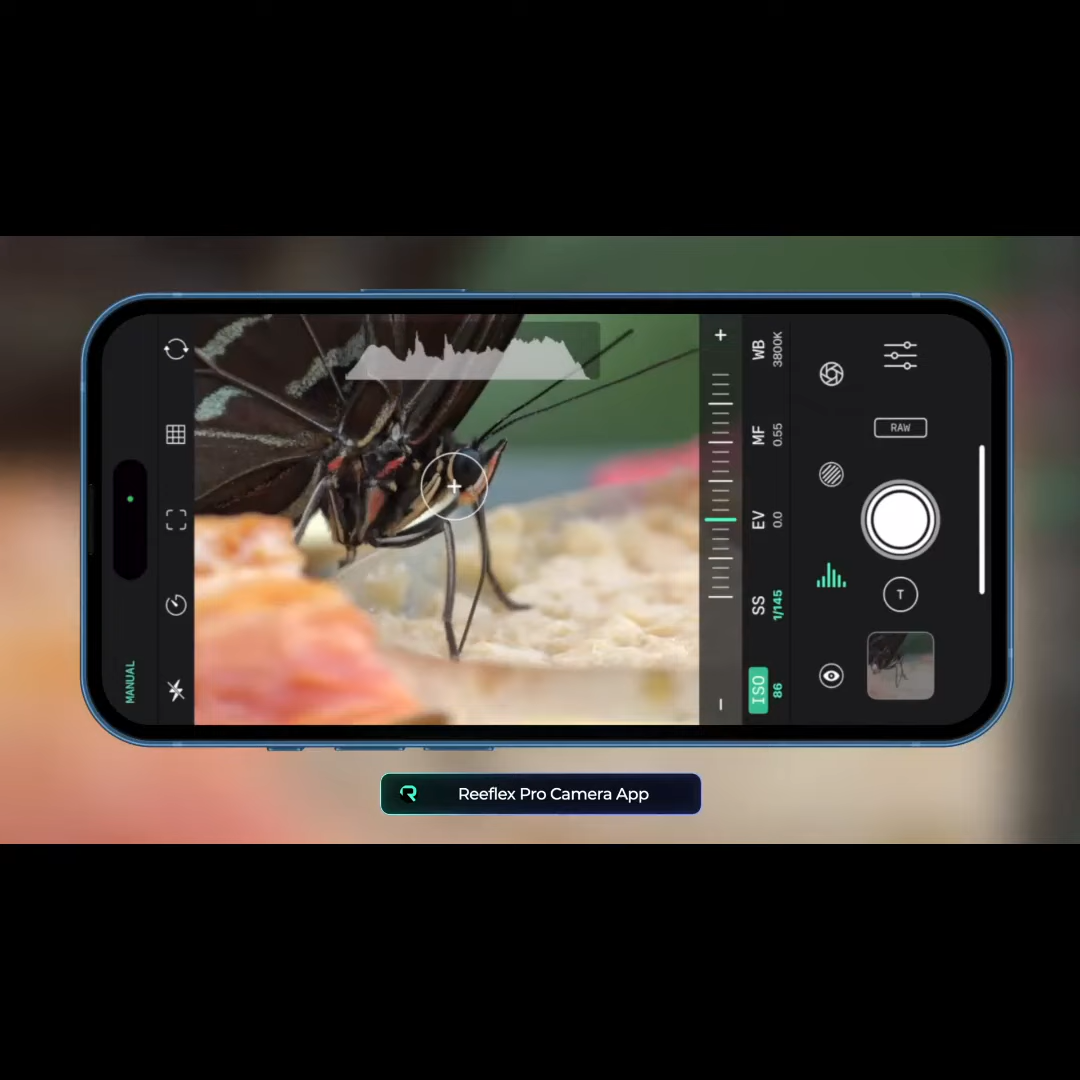 MANUAL
WB
3800K
MF
0.55
EV
0.0
SS
1/145
ISO
86
RAW
T
Reeflex Pro Camera App